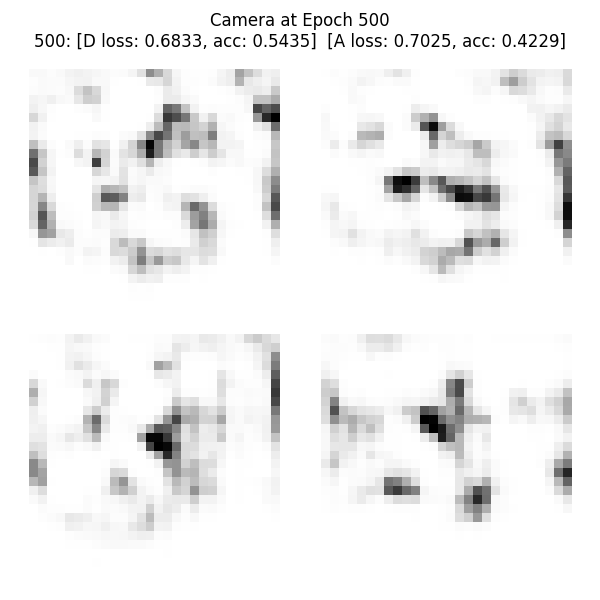 Camera at Epoch 500
500: [D loss: 0.6833, acc: 0.5435]  [A loss: 0.7025, acc: 0.4229]